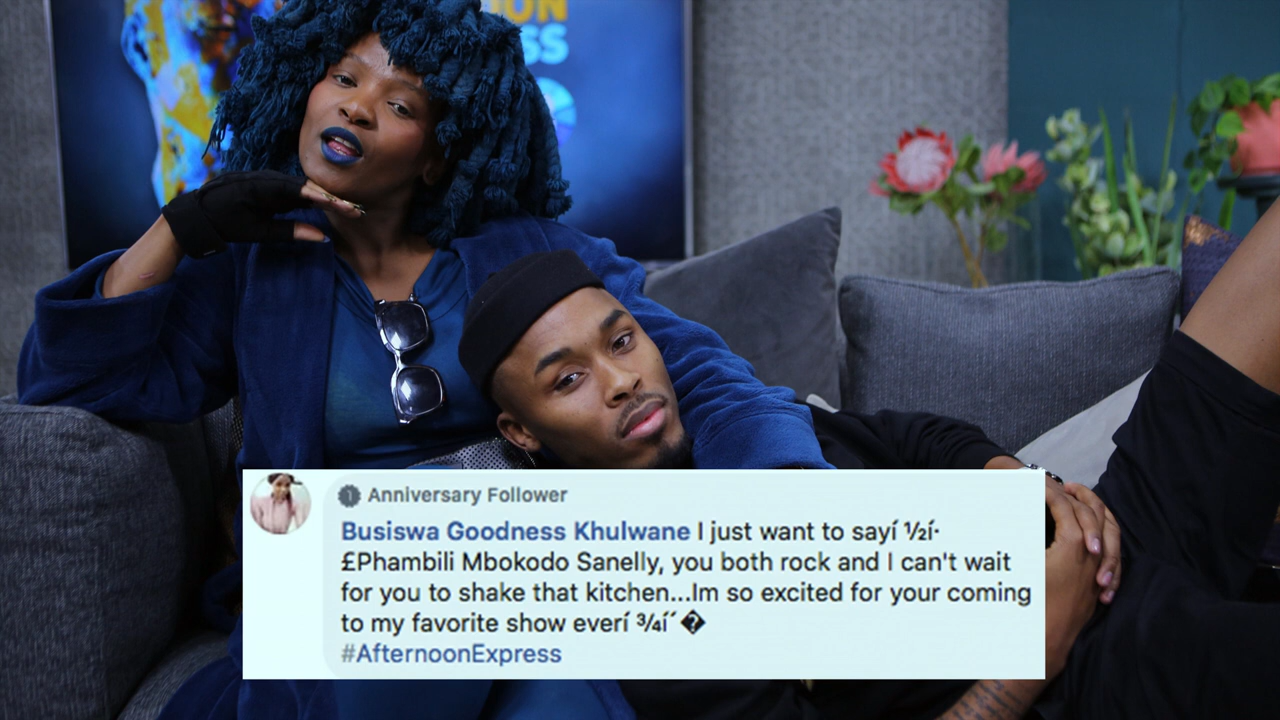 ION
SS
Anniversary Follower
Busiswa Goodness Khulwane I just want to sayí ½í·
£Phambili Mbokodo Sanelly, you both rock and I can't wait
for you to shake that kitchen...Im so excited for your coming
to my favorite show everí ¾í´�
#AfternoonExpress